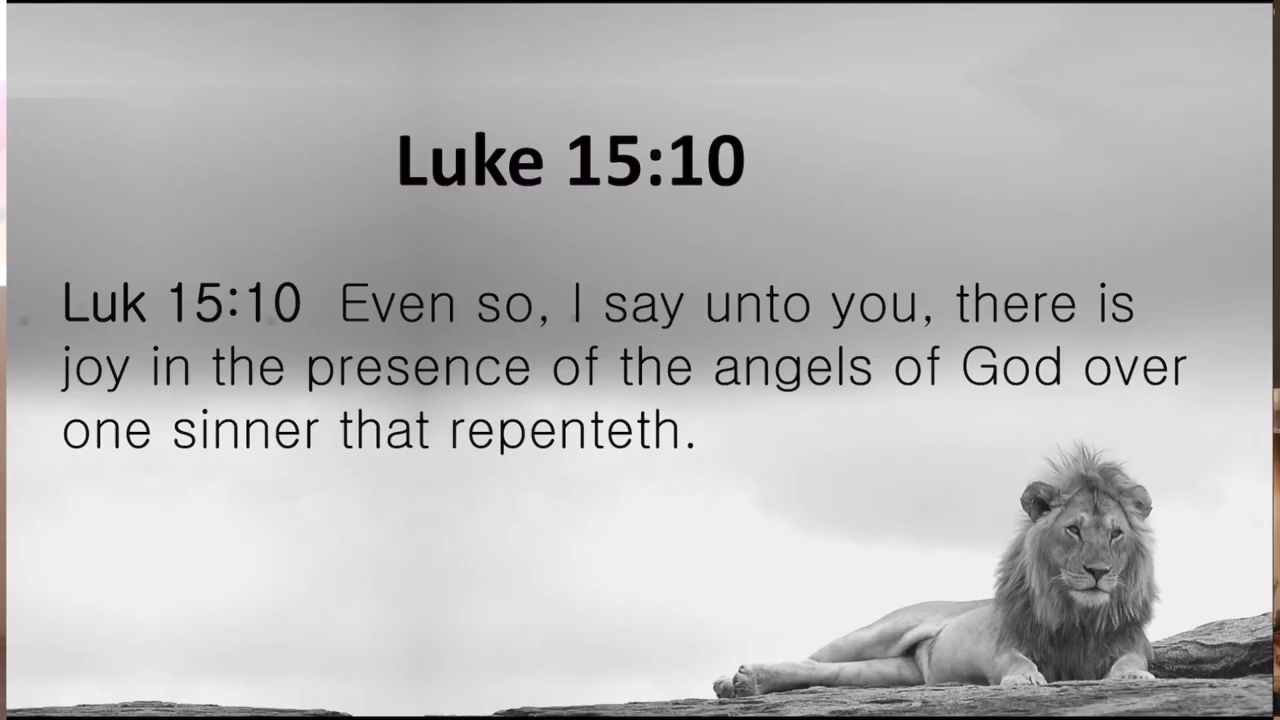 Luke 15:10
Luk 15:10 Even so, I say unto you, there is
joy in the presence of the angels of God over
one sinner that repenteth.